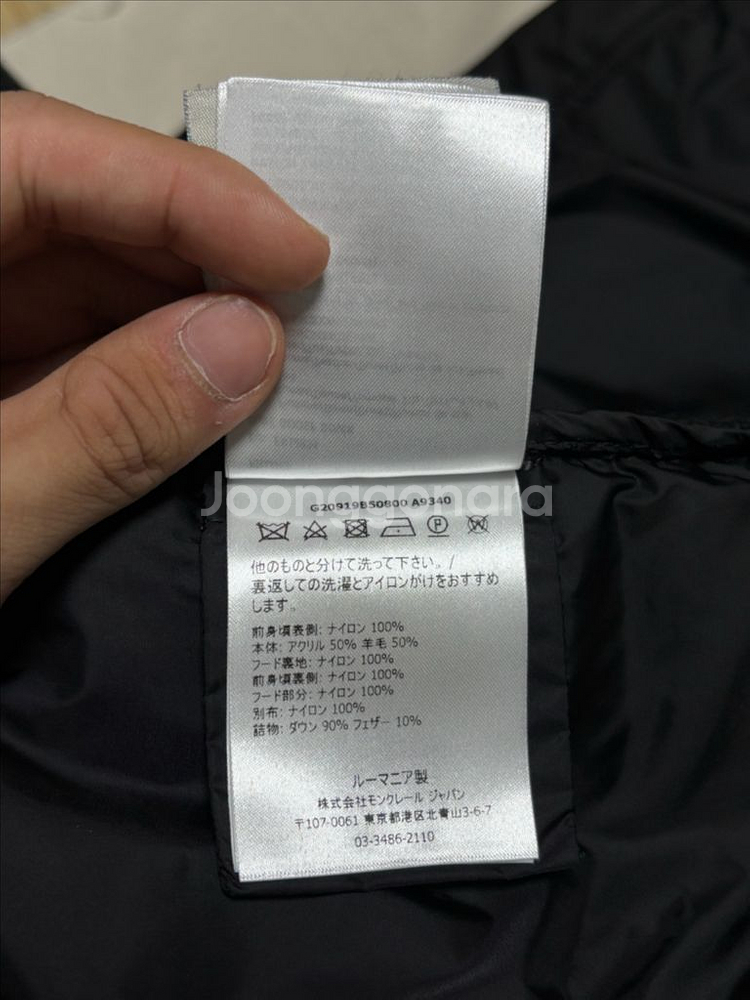 Joonggonara
G20919B50800 A9340
他のものと分けて洗って下さい。/
裏返しての洗濯とアイロンがけをおすすめ
します。
前身頃表側: ナイロン 100%
本体: アクリル 50% 羊毛 50%
フード裏地: ナイロン 100%
前身頃裏側: ナイロン 100%
フード部分: ナイロン 100%
別布: ナイロン 100%
詰物: ダウン 90% フェザー 10%
ルーマニア製
株式会社モンクレール ジャパン
〒107-0061 東京都港区北青山3-6-7
03-3486-2110